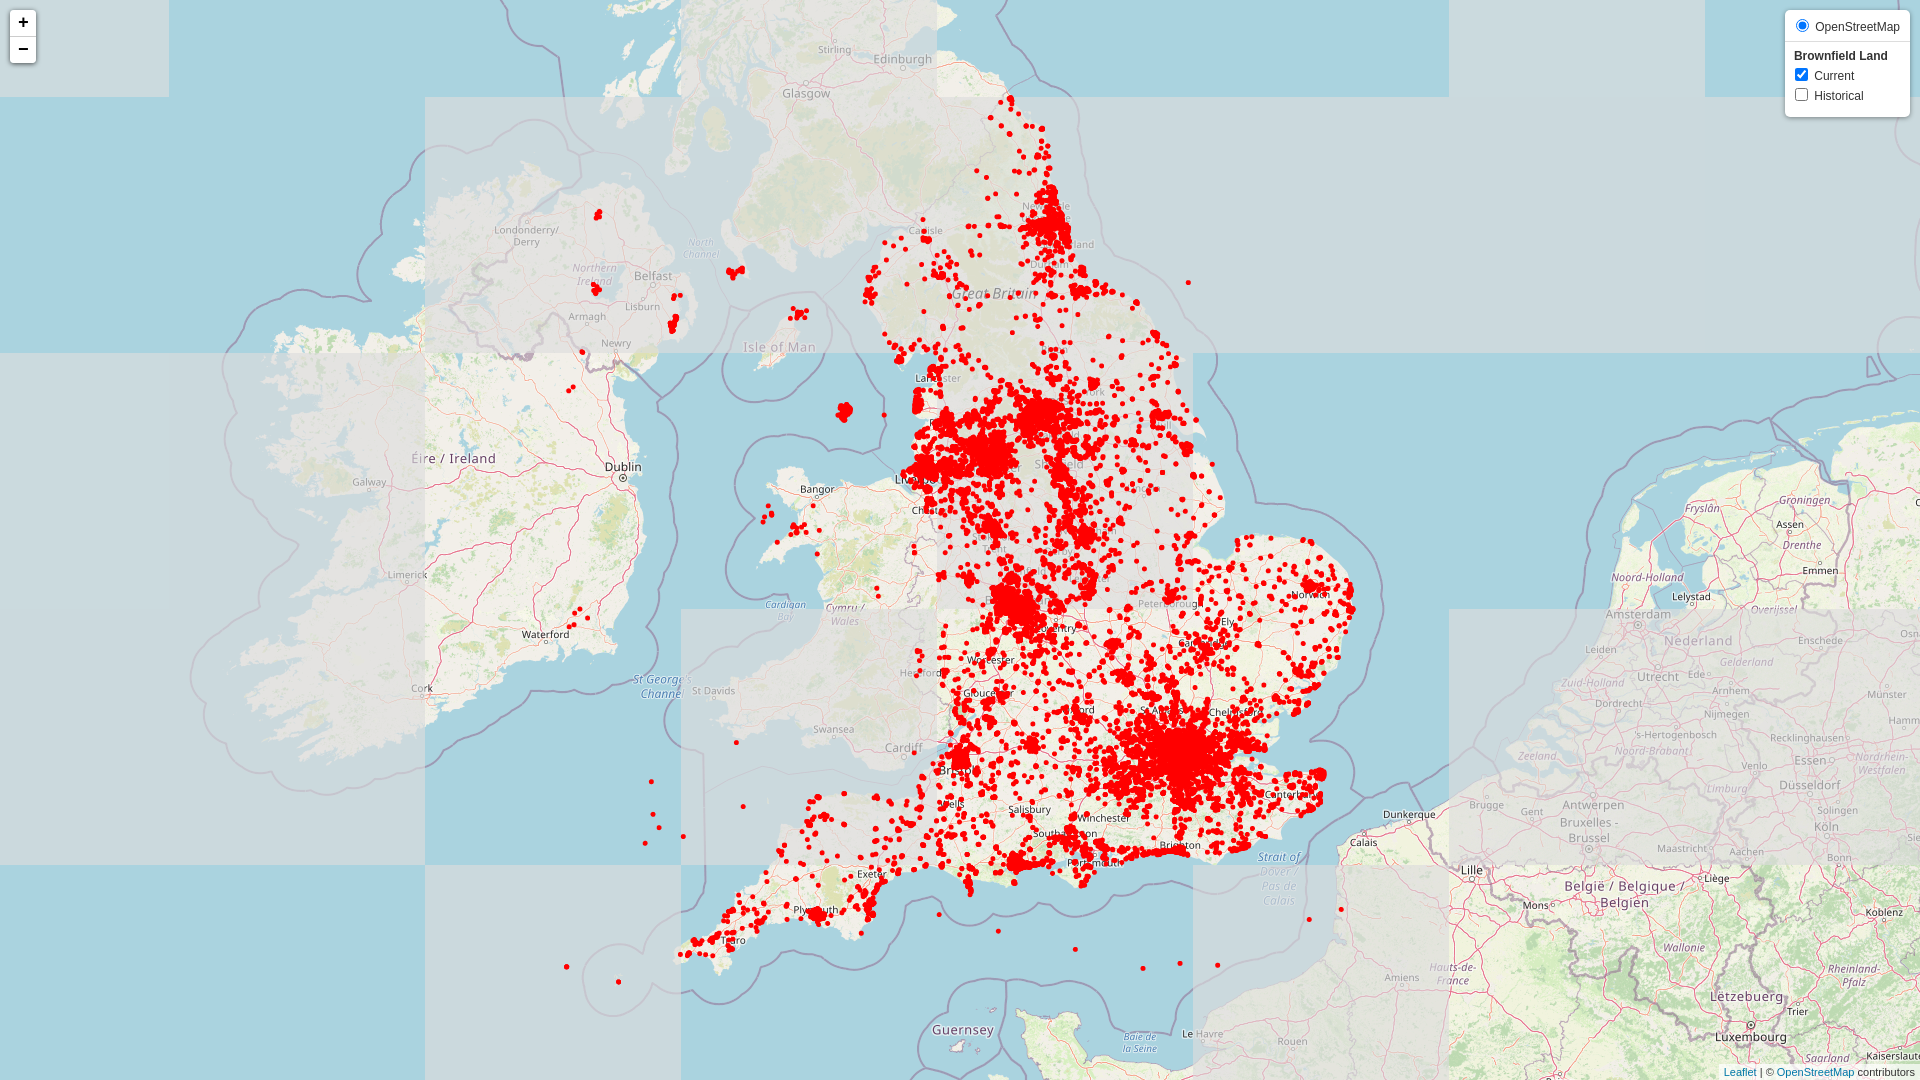 +
−
OpenStreetMap
Brownfield Land
Current
Historical
Stirling
Edinburgh
Glasgow
Londonderry/
Derry
North
Channel
Carlisle
Northern
Ireland
Belfast
Lisburn
Armagh
Newry
Great Britain
Isle of Man
Éire / Ireland
Dublin
Galway
Bangor
Limerick
Waterford
Cork
Cardigan
Bay
Cymru /
Wales
Peterborough
Norwich
Ely
Worcester
St George's
Channel
St Davids
Swansea
Cardiff
Chelmsford
Bristol
Wells
Salisbury
Winchester
Southampton
Portsmouth
Brighton
Exeter
Plymouth
Truro
Strait of
Dover /
Pas de
Calais
Dunkerque
Calais
Lille
Guernsey
Baie de
la Seine
Le Havre
Rouen
Amiens
Hauts-de-
France
Groningen
Fryslân
Assen
Drenthe
Emmen
Noord-Holland
Lelystad
Overijssel
Amsterdam
Nederland
Enschede
Leiden
Gelderland
Utrecht
Ede
Zuid-Holland
Arnhem
Dordrecht
Nijmegen
Münster
's-Hertogenbosch
Zeeland
Noord-Brabant
Recklinghausen
Venlo
Essen
Nordrhein-
Westfalen
Limburg
Düsseldorf
Brugge
Gent
Antwerpen
Solingen
Bruxelles -
Brussel
Köln
Maastricht
Aachen
Bonn
België / Belgique /
Belgien
Liège
Mons
Koblenz
Wallonie
Rheinland-
Pfalz
Lëtzebuerg
Trier
Luxembourg
Saarland
Leaflet | © OpenStreetMap contributors